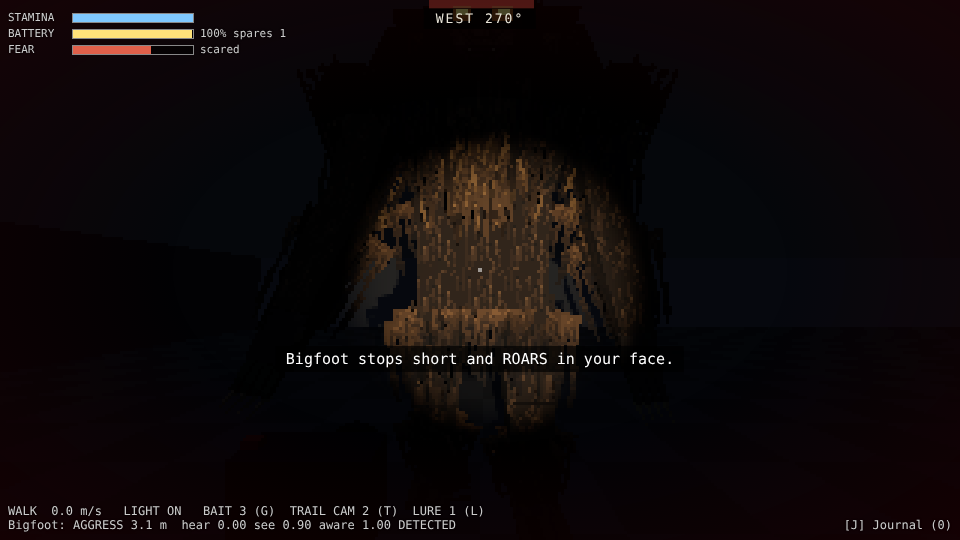 WEST 270°
STAMINA
BATTERY 100% spares 1
FEAR scared
Bigfoot stops short and ROARS in your face.
WALK 0.0 m/s LIGHT ON BAIT 3 (G) TRAIL CAM 2 (T) LURE 1 (L)
Bigfoot: AGGRESS 3.1 m hear 0.00 see 0.90 aware 1.00 DETECTED
[J] Journal (0)